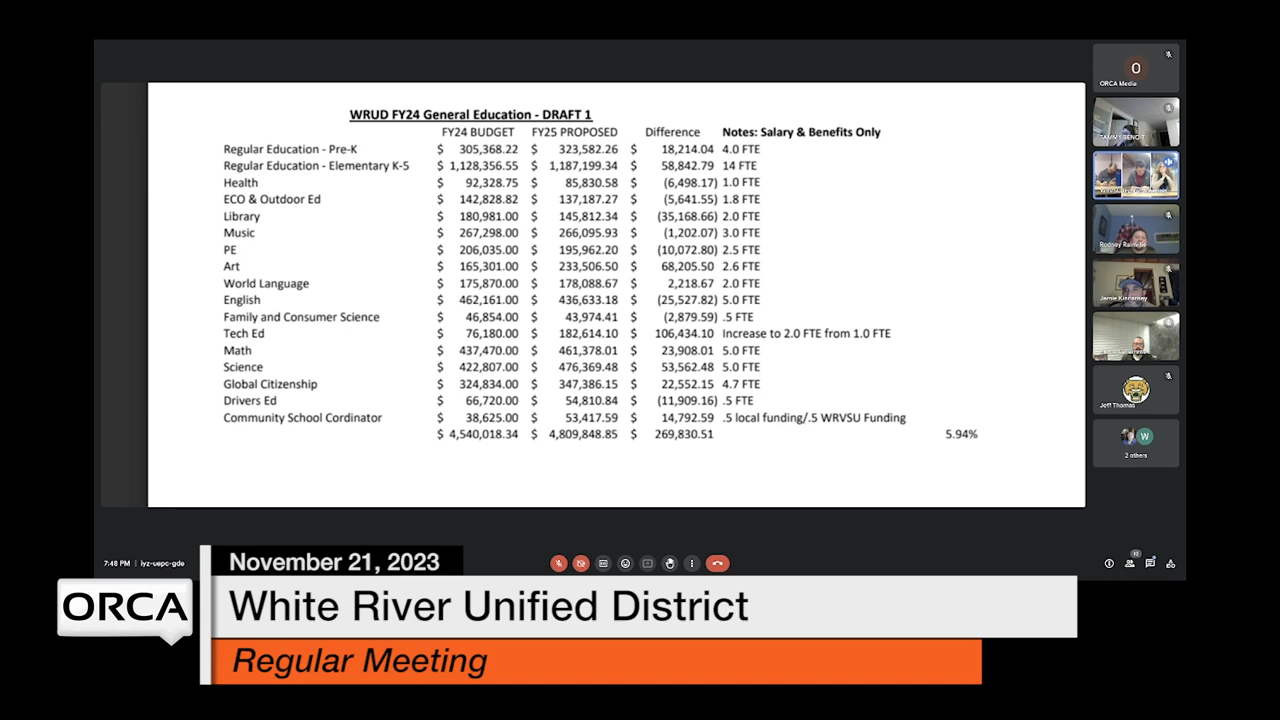 WRUD FY24 General Education - DRAFT 1
FY24 BUDGET FY25 PROPOSED Difference Notes: Salary & Benefits Only
Regular Education - Pre-K $ 305,368.22 $ 323,582.26 $ 18,214.04 4.0 FTE
Regular Education - Elementary K-5 $ 1,128,356.55 $ 1,187,199.34 $ 58,842.79 14 FTE
Health $ 92,328.75 $ 85,830.58 $ (6,498.17) 1.0 FTE
ECO & Outdoor Ed $ 142,828.82 $ 137,187.27 $ (5,641.55) 1.8 FTE
Library $ 180,981.00 $ 145,812.34 $ (35,168.66) 2.0 FTE
Music $ 267,298.00 $ 266,095.93 $ (1,202.07) 3.0 FTE
PE $ 206,035.00 $ 195,962.20 $ (10,072.80) 2.5 FTE
Art $ 165,301.00 $ 233,506.50 $ 68,205.50 2.6 FTE
World Language $ 175,870.00 $ 178,088.67 $ 2,218.67 2.0 FTE
English $ 462,161.00 $ 436,633.18 $ (25,527.82) 5.0 FTE
Family and Consumer Science $ 46,854.00 $ 43,974.41 $ (2,879.59) .5 FTE
Tech Ed $ 76,180.00 $ 182,614.10 $ 106,434.10 Increase to 2.0 FTE from 1.0 FTE
Math $ 437,470.00 $ 461,378.01 $ 23,908.01 5.0 FTE
Science $ 422,807.00 $ 476,369.48 $ 53,562.48 5.0 FTE
Global Citizenship $ 324,834.00 $ 347,386.15 $ 22,552.15 4.7 FTE
Drivers Ed $ 66,720.00 $ 54,810.84 $ (11,909.16) .5 FTE
Community School Cordinator $ 38,625.00 $ 53,417.59 $ 14,792.59 .5 local funding/.5 WRVSU Funding
$ 4,540,018.34 $ 4,809,848.85 $ 269,830.51 5.94%
O
ORCA Media
TAMMY BENOIT
Rodney Rainville
Jamie Kinnarney
Jeff Thomas
W
2 others
7:48 PM | iyz-uepc-gde
10
November 21, 2023
ORCA
White River Unified District
Regular Meeting